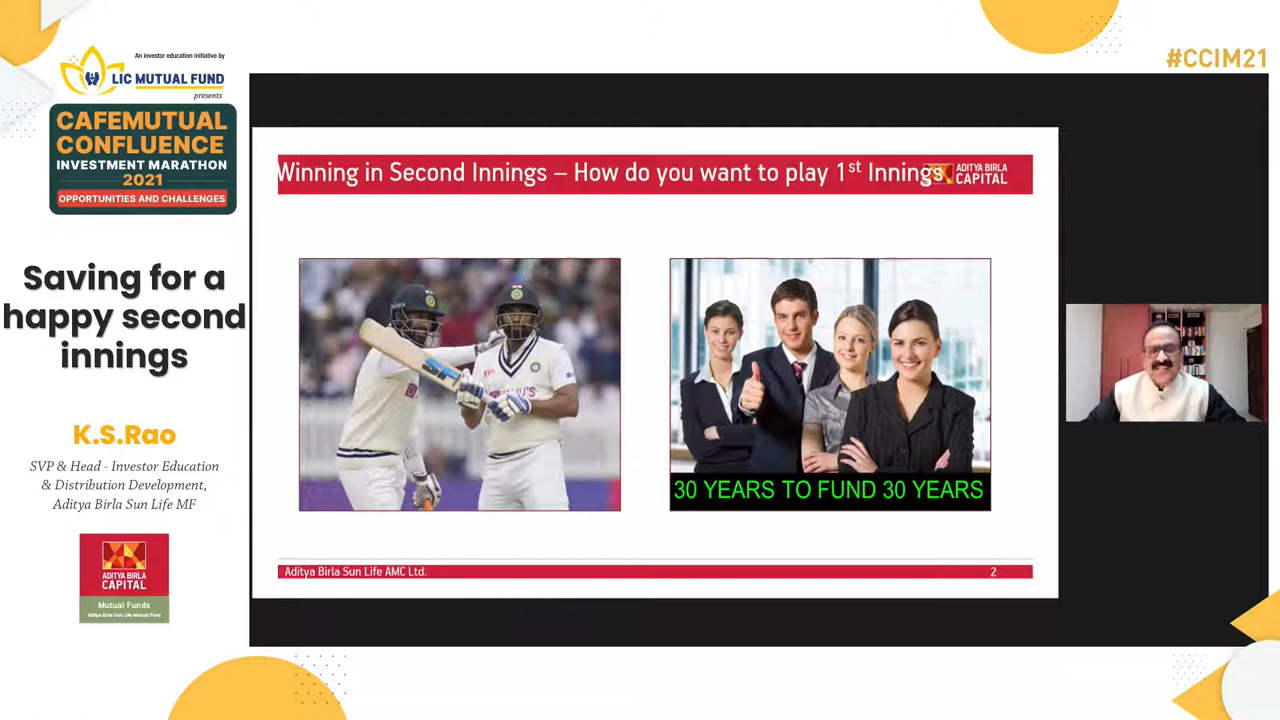 An investor education initiative by
LIC MUTUAL FUND
presents
CAFEMUTUAL
CONFLUENCE
INVESTMENT MARATHON
2021
OPPORTUNITIES AND CHALLENGES
Saving for a
happy second
innings
K.S.Rao
SVP & Head - Investor Education
& Distribution Development,
Aditya Birla Sun Life MF
ADITYA BIRLA
CAPITAL
Mutual Funds
Aditya Birla Sun Life Mutual Fund
#CCIM21
Winning in Second Innings – How do you want to play 1st Innings
ADITYA BIRLA
CAPITAL
30 YEARS TO FUND 30 YEARS
Aditya Birla Sun Life AMC Ltd.
2